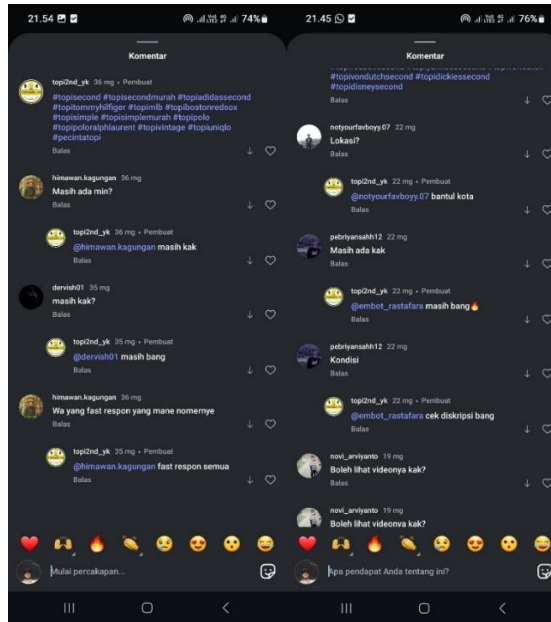 21.54
74%
Komentar
topi2nd_yk 36 mg • Pembuat
#topisecond #topisecondmurah #topiadidassecond
#topitommyhilfiger #topimlb #topibostonredsox
#topisimple #topisimplemurah #topipolo
#topipoloralphlaurent #topivintage #topiuniqlo
#pecintatopi
Balas
himawan.kagungan 36 mg
Masih ada min?
Balas
topi2nd_yk 36 mg • Pembuat
@himawan.kagungan masih kak
Balas
dervish01 35 mg
masih kak?
Balas
topi2nd_yk 35 mg • Pembuat
@dervish01 masih bang
Balas
himawan.kagungan 36 mg
Wa yang fast respon yang mane nomernye
Balas
topi2nd_yk 35 mg • Pembuat
@himawan.kagungan fast respon semua
Balas
Mulai percakapan...
21.45
76%
Komentar
#topivondutchsecond #topidickiessecond
#topidisneysecond
Balas
notyourfavboyy.07 22 mg
Lokasi?
Balas
topi2nd_yk 22 mg • Pembuat
@notyourfavboyy.07 bantul kota
Balas
pebriyansahh12 22 mg
Masih ada kak
Balas
topi2nd_yk 22 mg • Pembuat
@embot_rastafara masih bang🔥
Balas
pebriyansahh12 22 mg
Kondisi
Balas
topi2nd_yk 22 mg • Pembuat
@embot_rastafara cek diskripsi bang
Balas
novi_arviyanto 19 mg
Boleh lihat videonya kak?
Balas
novi_arviyanto 19 mg
Boleh lihat videonya kak?
Apa pendapat Anda tentang ini?